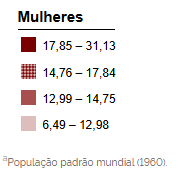 Mulheres
17,85 – 31,13
14,76 – 17,84
12,99 – 14,75
6,49 – 12,98
ªPopulação padrão mundial (1960).